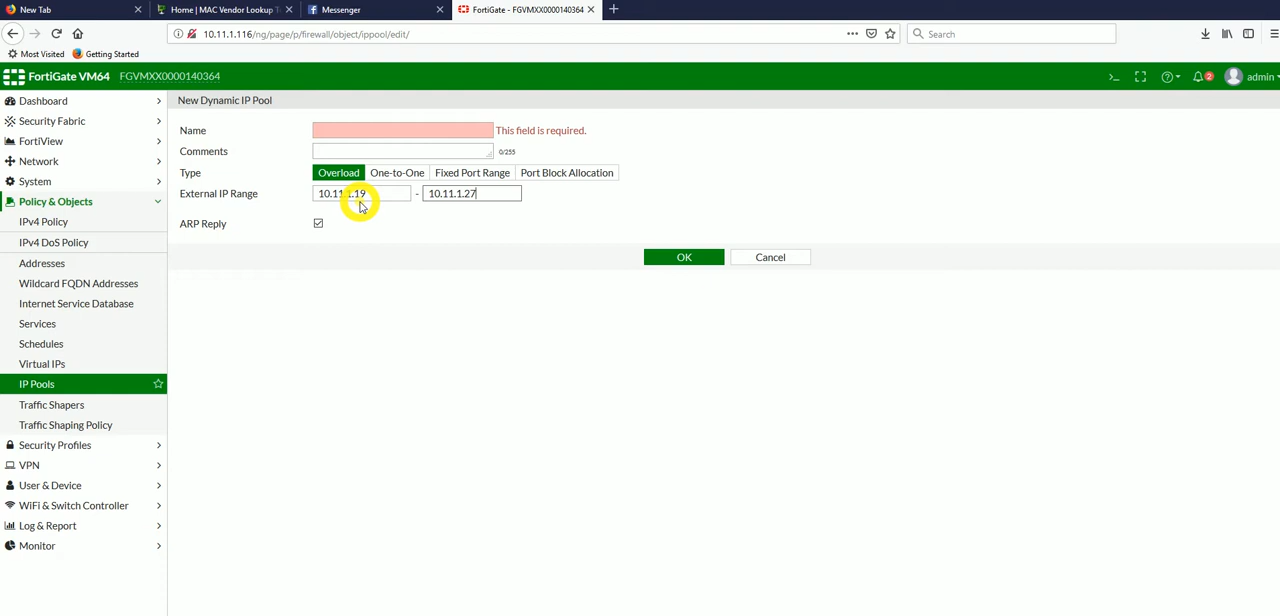 New Tab
Home | MAC Vendor Lookup T
Messenger
FortiGate - FGVMXX0000140364
10.11.1.116/ng/page/p/firewall/object/ippool/edit/
Search
Most Visited
Getting Started
FortiGate VM64
FGVMXX0000140364
2
admin
Dashboard
Security Fabric
FortiView
Network
System
Policy & Objects
IPv4 Policy
IPv4 DoS Policy
Addresses
Wildcard FQDN Addresses
Internet Service Database
Services
Schedules
Virtual IPs
IP Pools
Traffic Shapers
Traffic Shaping Policy
Security Profiles
VPN
User & Device
WiFi & Switch Controller
Log & Report
Monitor
New Dynamic IP Pool
Name
This field is required.
Comments
0/255
Type
Overload One-to-One Fixed Port Range Port Block Allocation
External IP Range
10.11.1.19 - 10.11.1.27
ARP Reply
OK
Cancel